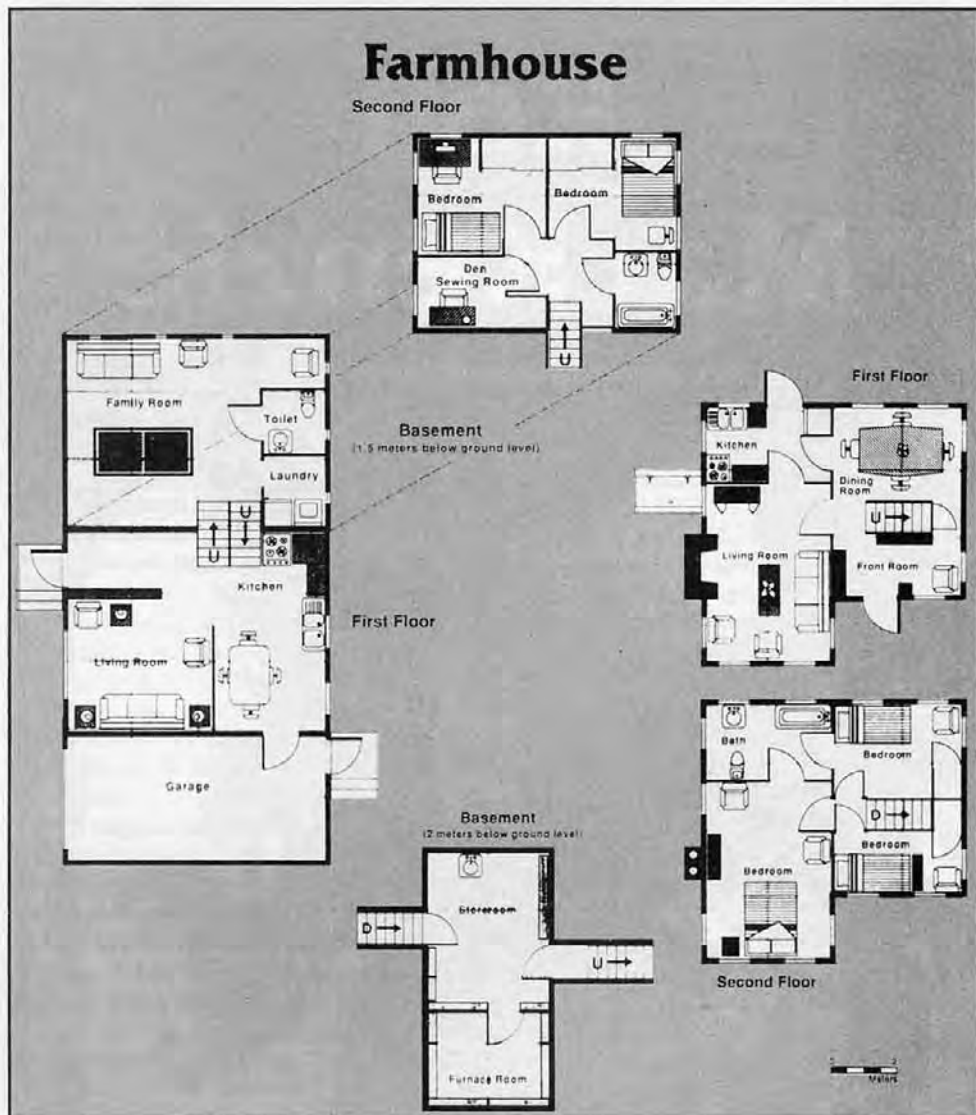 Farmhouse
Second Floor
Bedroom
Bedroom
Den
Sewing Room
U
Family Room
Toilet
Laundry
Basement
(1.5 meters below ground level)
U
U
Kitchen
Living Room
First Floor
Garage
First Floor
Kitchen
Dining
Room
U
Living Room
Front Room
Bath
Bedroom
D
Bedroom
Bedroom
Second Floor
Basement
(2 meters below ground level)
Storeroom
D
U
Furnace Room
Meters